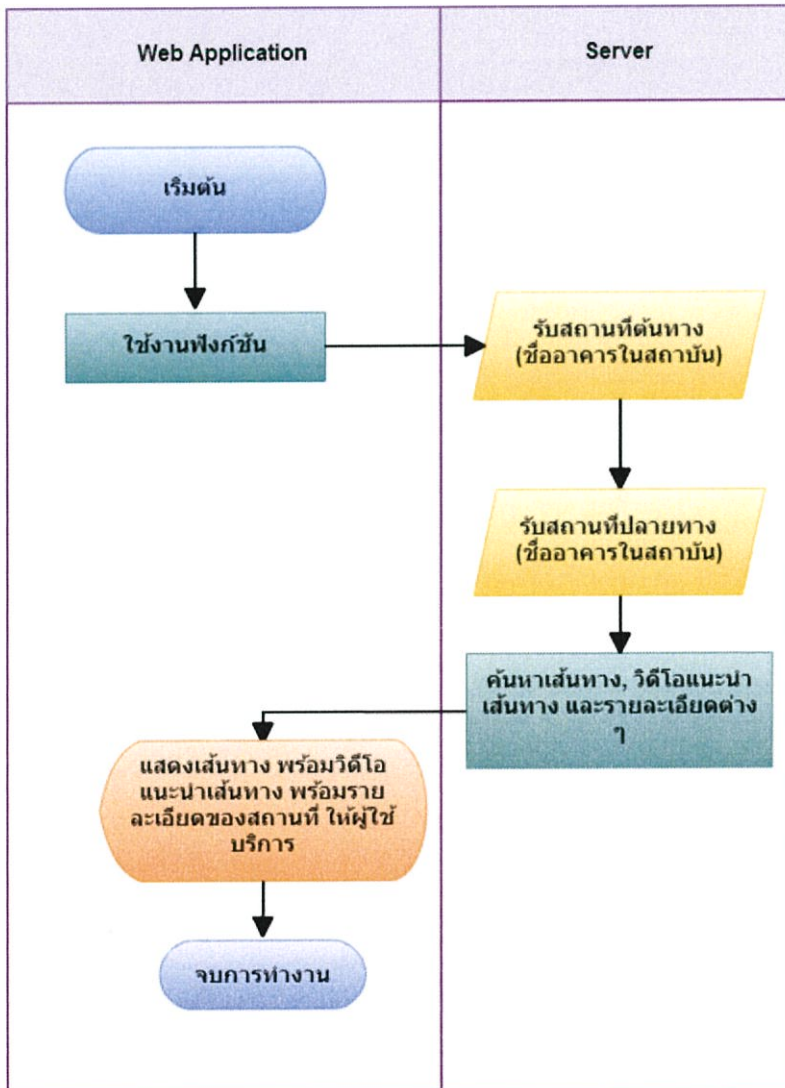 Web Application
Server
เริ่มต้น
ใช้งานฟังก์ชัน
รับสถานที่ต้นทาง
(ชื่ออาคารในสถาบัน)
รับสถานที่ปลายทาง
(ชื่ออาคารในสถาบัน)
ค้นหาเส้นทาง, วิดีโอแนะนำ
เส้นทาง และรายละเอียดต่าง
ๆ
แสดงเส้นทาง พร้อมวิดีโอ
แนะนำเส้นทาง พร้อมราย
ละเอียดของสถานที่ ให้ผู้ใช้
บริการ
จบการทำงาน